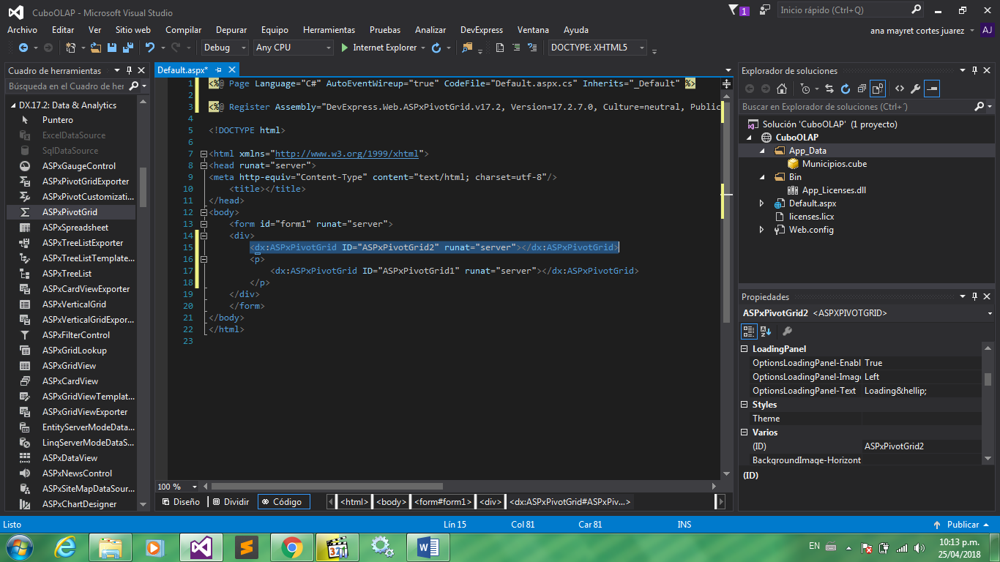 CuboOLAP - Microsoft Visual Studio
1
Inicio rápido (Ctrl+Q)
Archivo Editar Ver Sitio web Compilar Depurar Equipo Herramientas Pruebas Analizar DevExpress Ventana Ayuda
ana mayret cortes juarez AJ
Debug Any CPU Internet Explorer DOCTYPE: XHTML5
Cuadro de herramientas
Búsqueda en el Cuadro de her
DX.17.2: Data & Analytics
Puntero
ExcelDataSource
SqlDataSource
ASPxGaugeControl
ASPxPivotGridExporter
ASPxPivotCustomizati...
ASPxPivotGrid
ASPxSpreadsheet
ASPxTreeListExporter
ASPxTreeListTemplate...
ASPxTreeList
ASPxCardViewExporter
ASPxVerticalGrid
ASPxVerticalGridExpor...
ASPxFilterControl
ASPxGridLookup
ASPxGridView
ASPxCardView
ASPxGridViewTemplat...
ASPxGridViewExporter
EntityServerModeData...
LinqServerModeDataS...
ASPxDataView
ASPxNewsControl
ASPxSiteMapDataSour...
ASPxChartDesigner
Default.aspx*
1 <%@ Page Language="C#" AutoEventWireup="true" CodeFile="Default.aspx.cs" Inherits="_Default" %>
2
3 <%@ Register Assembly="DevExpress.Web.ASPxPivotGrid.v17.2, Version=17.2.7.0, Culture=neutral, Public
4
5 <!DOCTYPE html>
6
7 <html xmlns="http://www.w3.org/1999/xhtml">
8 <head runat="server">
9 <meta http-equiv="Content-Type" content="text/html; charset=utf-8"/>
10 <title></title>
11 </head>
12 <body>
13 <form id="form1" runat="server">
14 <div>
15 <dx:ASPxPivotGrid ID="ASPxPivotGrid2" runat="server"></dx:ASPxPivotGrid>
16 <p>
17 <dx:ASPxPivotGrid ID="ASPxPivotGrid1" runat="server"></dx:ASPxPivotGrid>
18 </p>
19 </div>
20 </form>
21 </body>
22 </html>
23
100 %
Diseño Dividir Código <html> <body> <form#form1> <div> <dx:ASPxPivotGrid#ASPxPiv...>
Explorador de soluciones
Buscar en Explorador de soluciones (Ctrl+´)
Solución 'CuboOLAP' (1 proyecto)
CuboOLAP
App_Data
Municipios.cube
Bin
App_Licenses.dll
Default.aspx
licenses.licx
Web.config
Propiedades
ASPxPivotGrid2 <ASPXPIVOTGRID>
LoadingPanel
OptionsLoadingPanel-Enabl True
OptionsLoadingPanel-Image Left
OptionsLoadingPanel-Text Loading&hellip;
Styles
Theme
Varios
(ID) ASPxPivotGrid2
BackgroundImage-Horizont
(ID)
Listo Lín 15 Col 81 Car 81 INS Publicar
EN
10:13 p.m.
25/04/2018